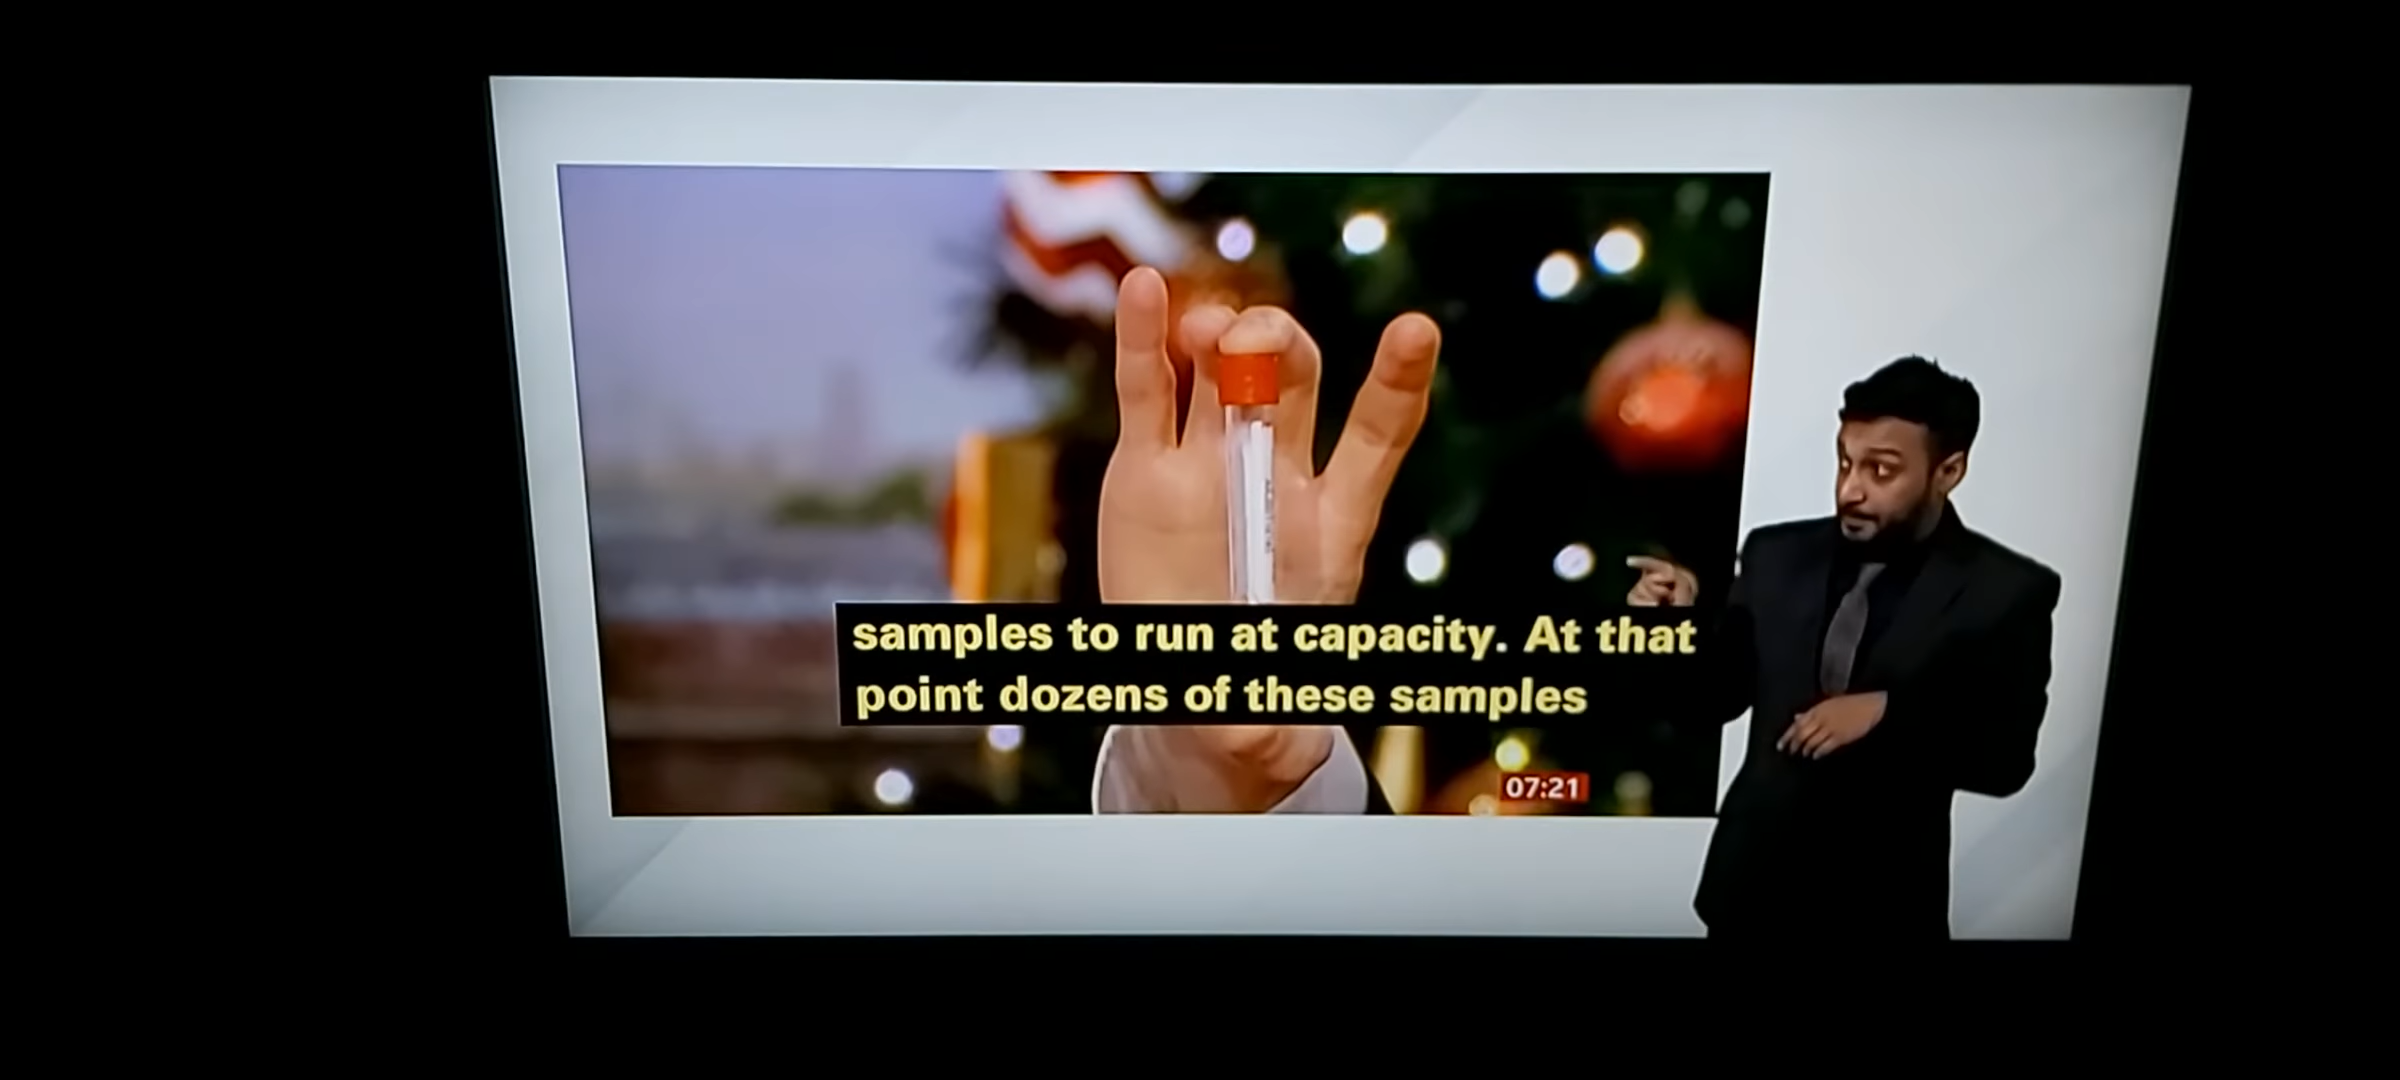 samples to run at capacity. At that
point dozens of these samples
07:21